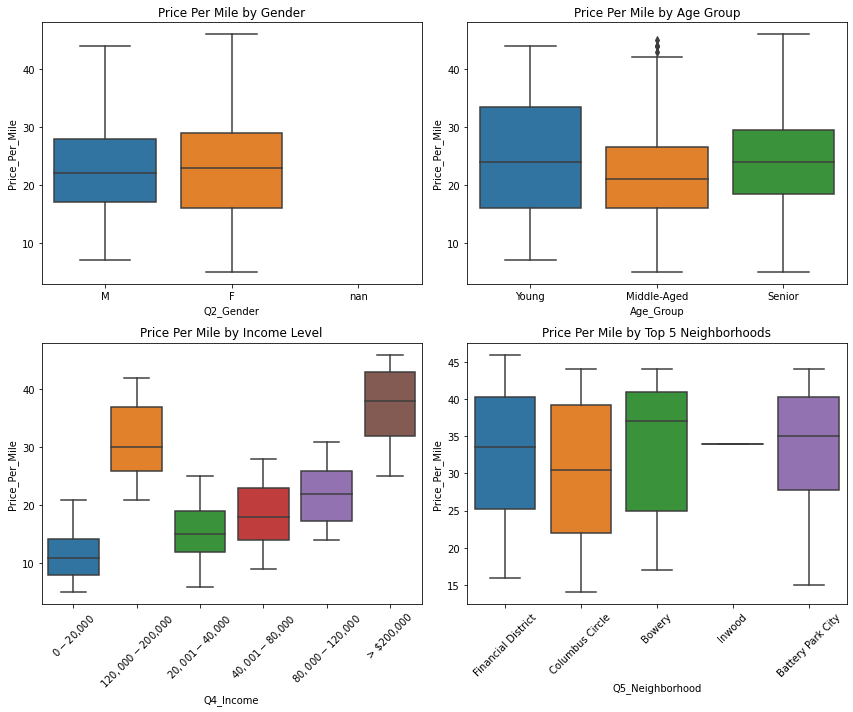 Price Per Mile by Gender
Price_Per_Mile
40
30
20
10
M
F
nan
Q2_Gender
Price Per Mile by Age Group
Price_Per_Mile
40
30
20
10
Young
Middle-Aged
Senior
Age_Group
Price Per Mile by Income Level
Price_Per_Mile
40
30
20
10
0 − 20,000
120,000 − 200,000
20,001 − 40,000
40,001 − 80,000
80,000 − 120,000
> $200,000
Q4_Income
Price Per Mile by Top 5 Neighborhoods
Price_Per_Mile
45
40
35
30
25
20
15
Financial District
Columbus Circle
Bowery
Inwood
Battery Park City
Q5_Neighborhood